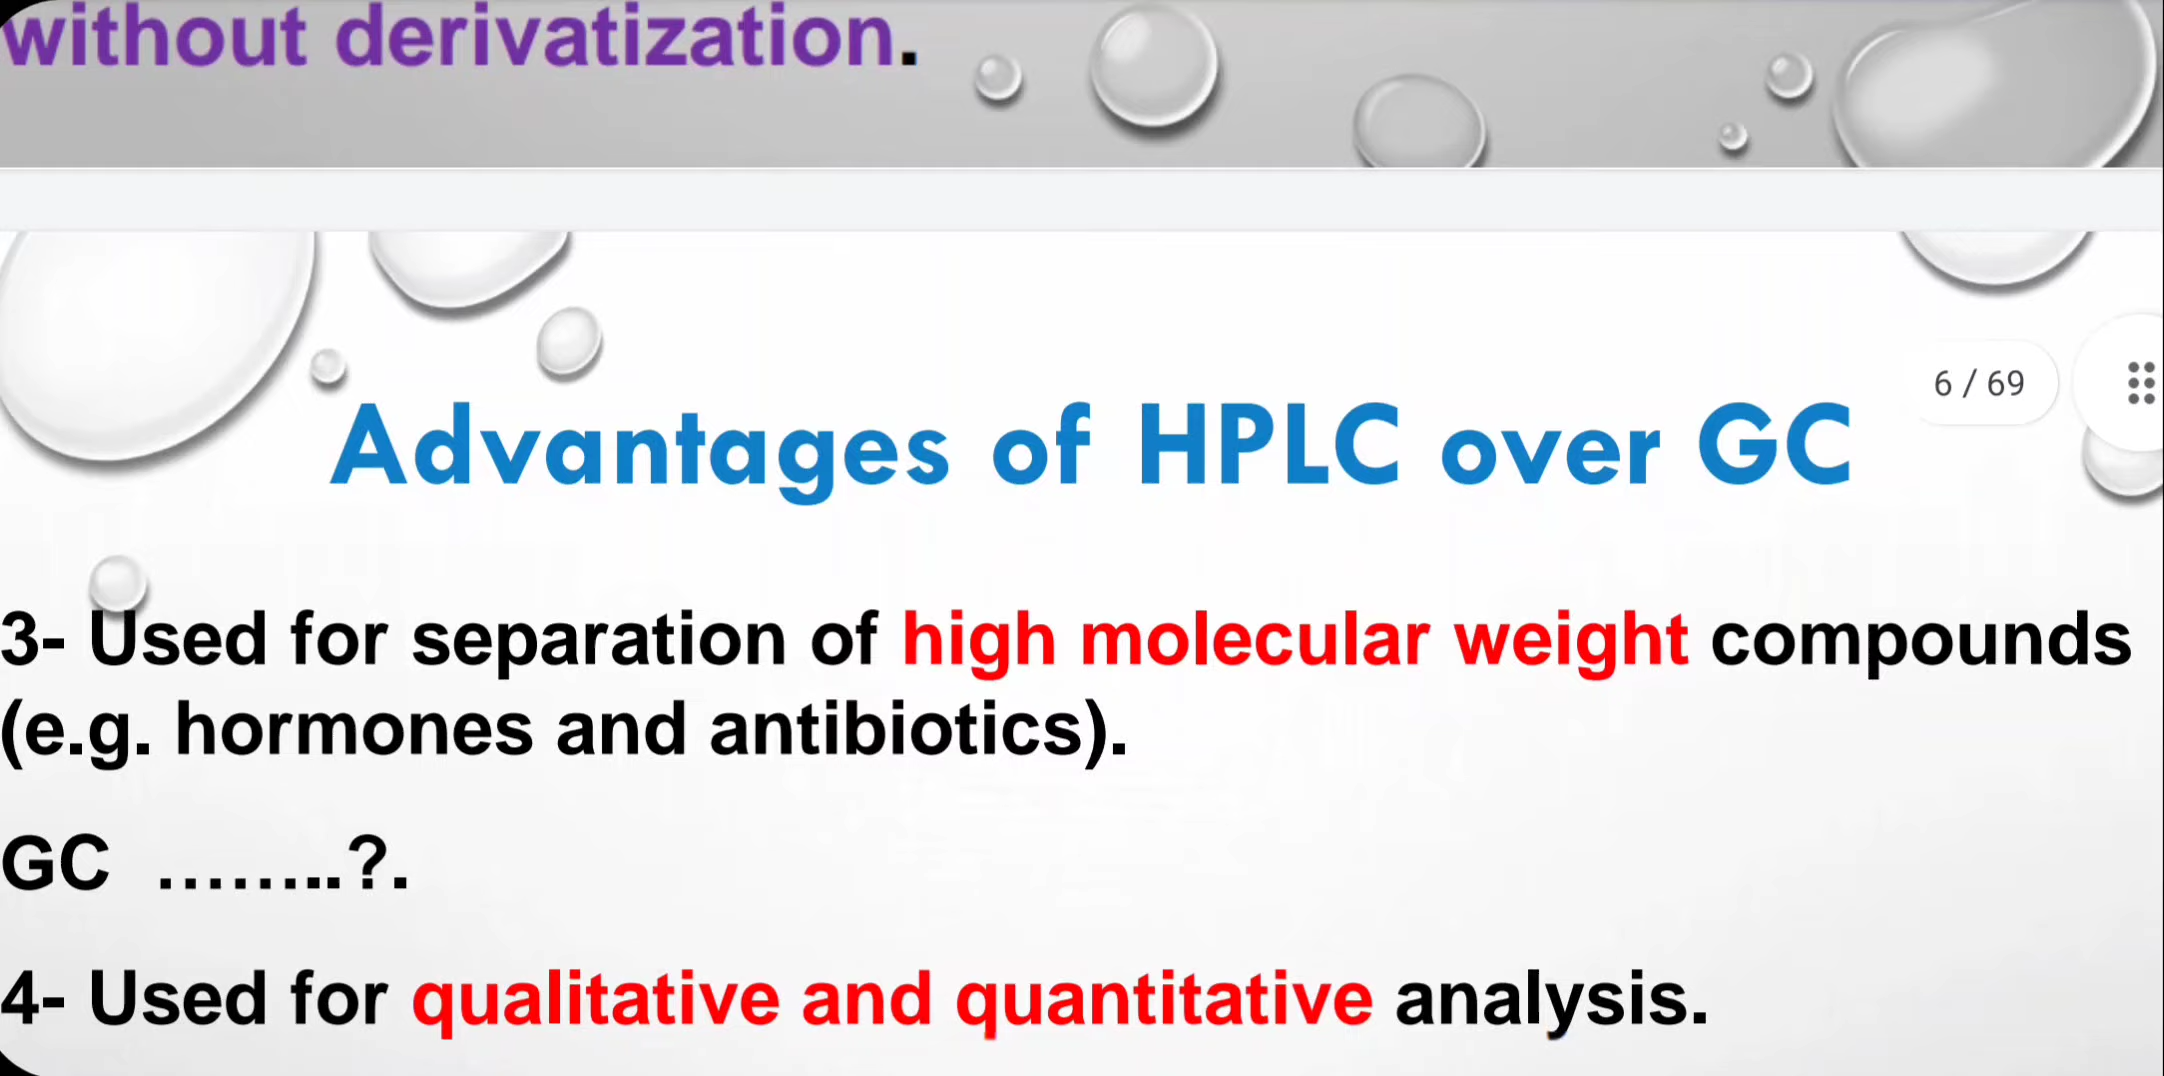 without derivatization.
6 / 69
Advantages of HPLC over GC
3- Used for separation of high molecular weight compounds
(e.g. hormones and antibiotics).
GC ……..?.
4- Used for qualitative and quantitative analysis.